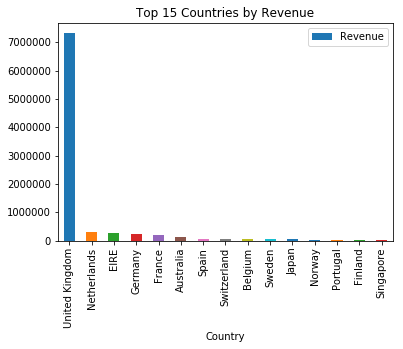 Top 15 Countries by Revenue
Revenue
7000000
6000000
5000000
4000000
3000000
2000000
1000000
0
United Kingdom
Netherlands
EIRE
Germany
France
Australia
Spain
Switzerland
Belgium
Sweden
Japan
Norway
Portugal
Finland
Singapore
Country